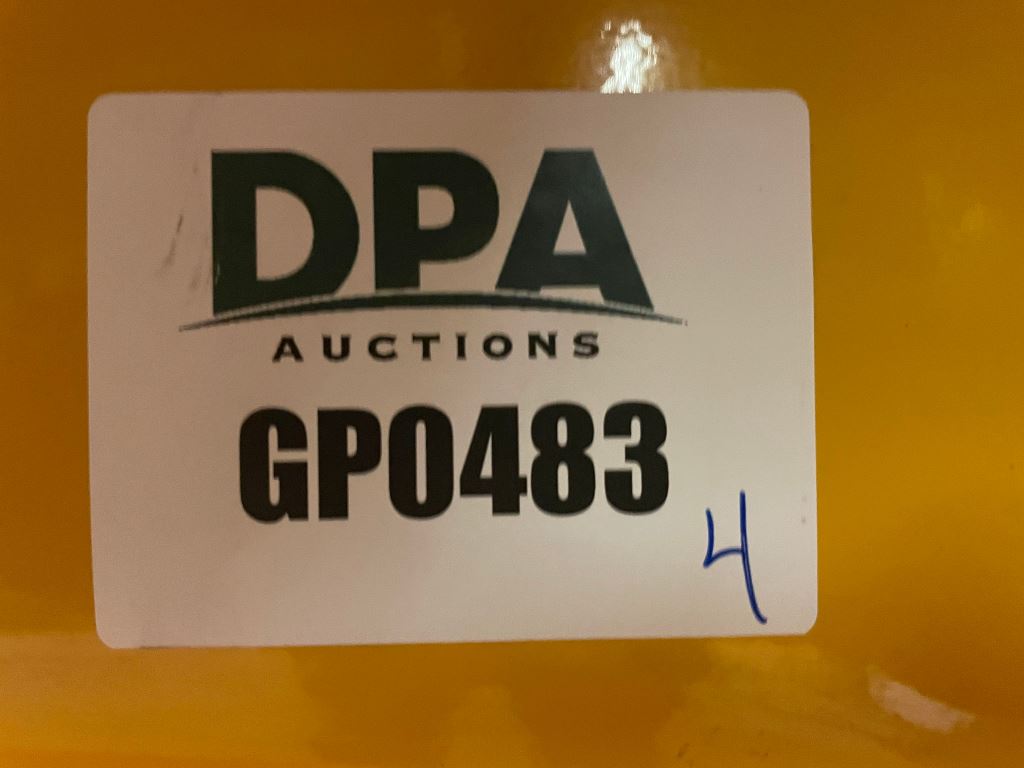 DPA
AUCTIONS
GP0483
4